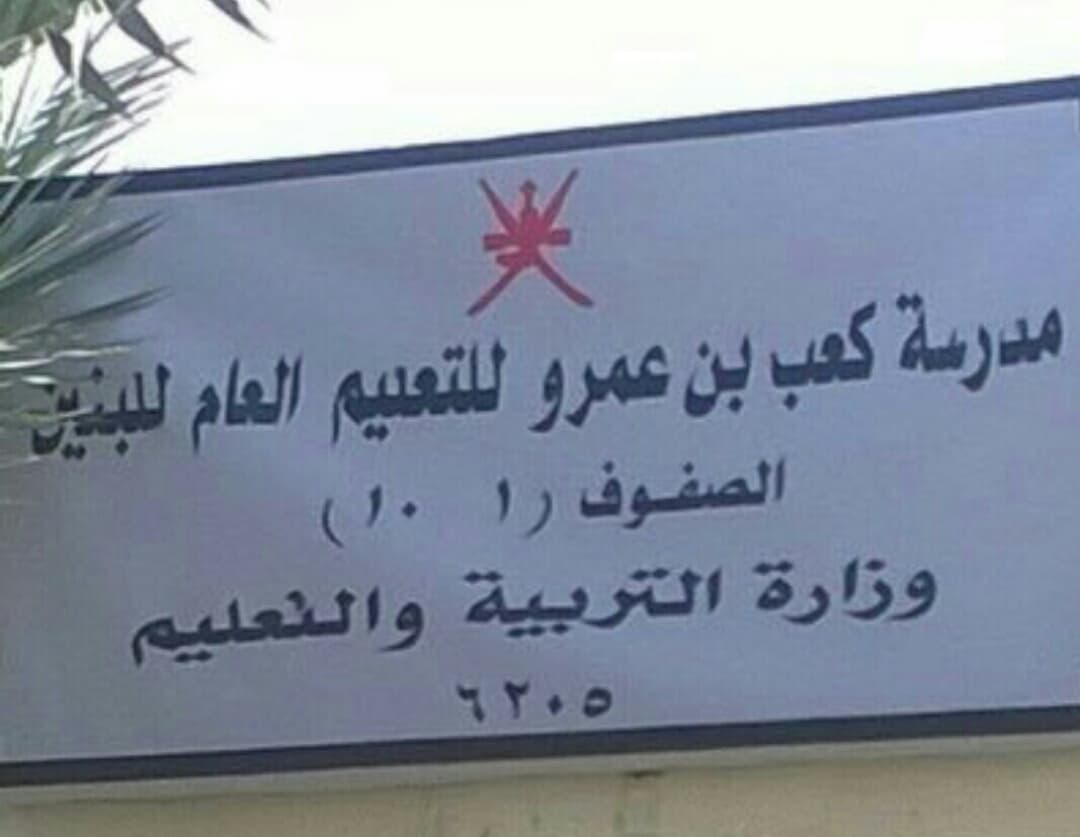 مدرسة كعب بن عمرو للتعليم العام للبنين
الصفوف (١ ١٠)
وزارة التربية والتعليم
٦٢٠٥